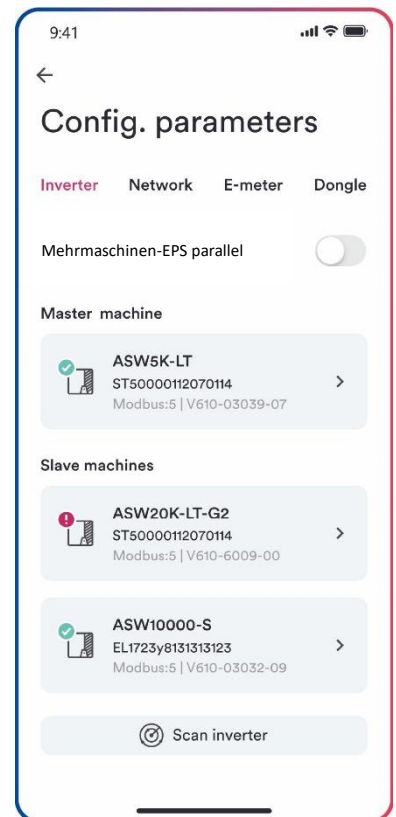 9:41
Config. parameters
Inverter Network E-meter Dongle
Mehrmaschinen-EPS parallel
Master machine
ASW5K-LT
ST50000112070114
Modbus:5 | V610-03039-07
Slave machines
ASW20K-LT-G2
ST50000112070114
Modbus:5 | V610-6009-00
ASW10000-S
EL1723y8131313123
Modbus:5 | V610-03032-09
Scan inverter